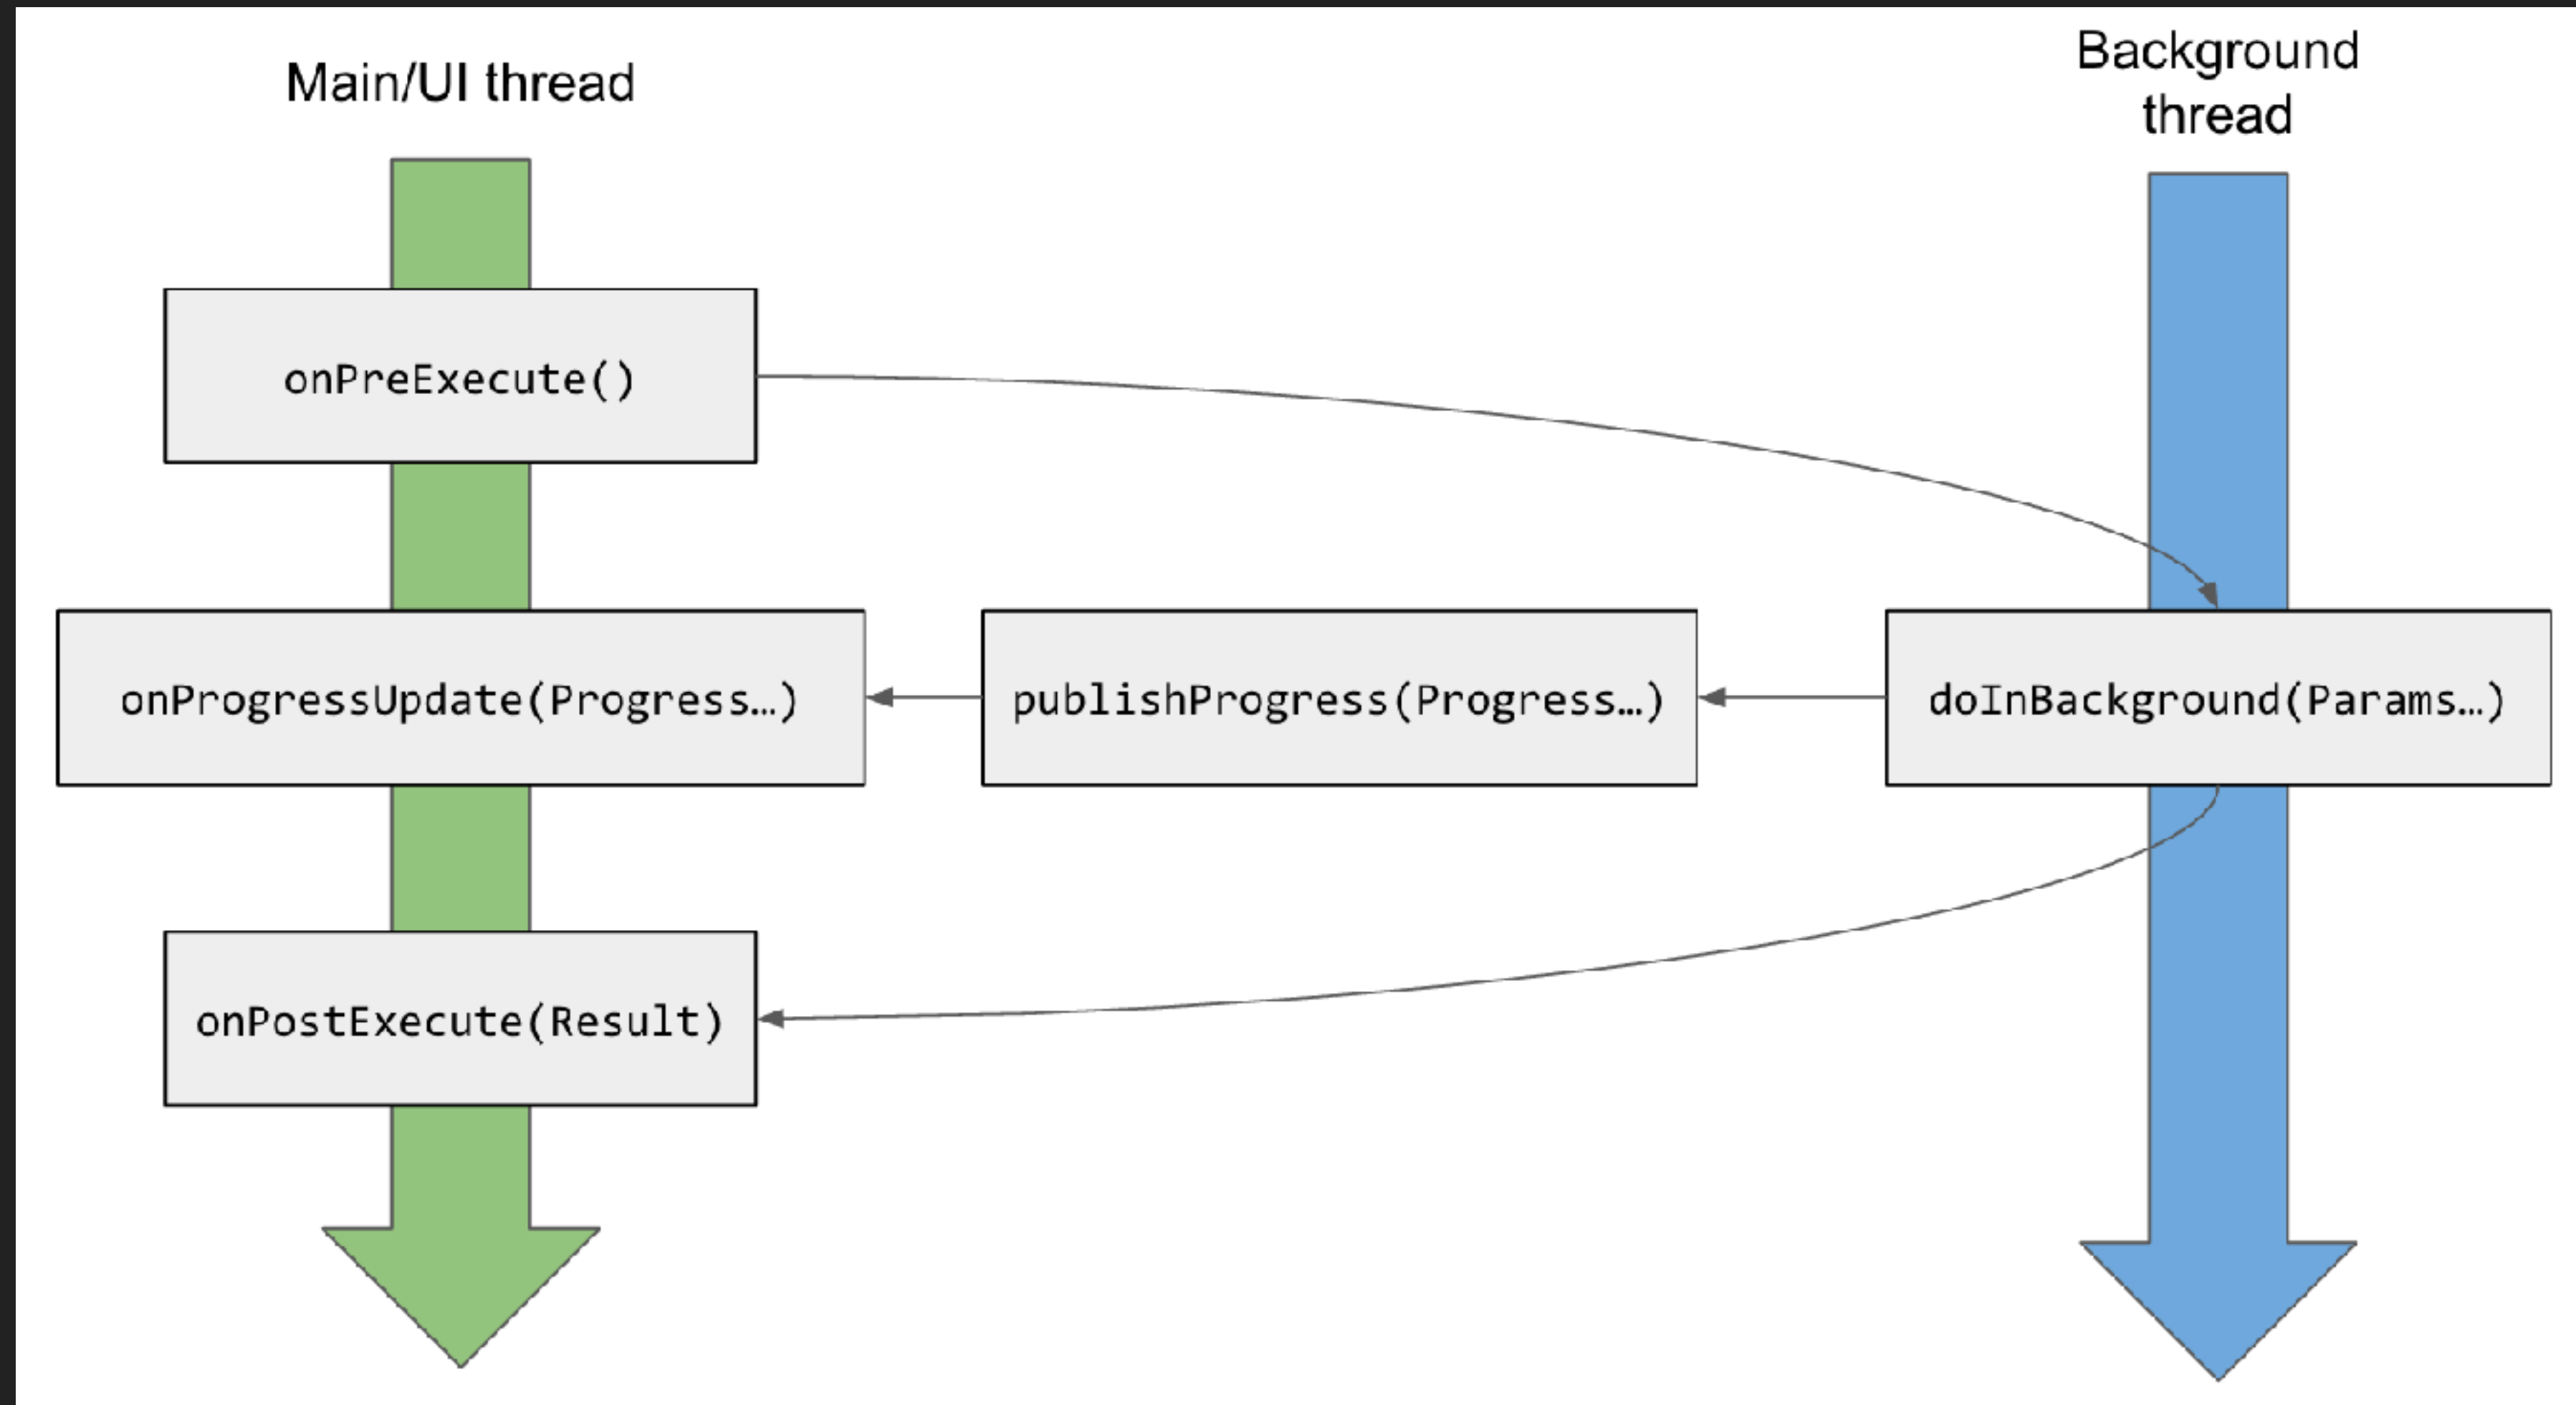 Main/UI thread
Background
thread
onPreExecute()
onProgressUpdate(Progress…)
publishProgress(Progress…)
doInBackground(Params…)
onPostExecute(Result)